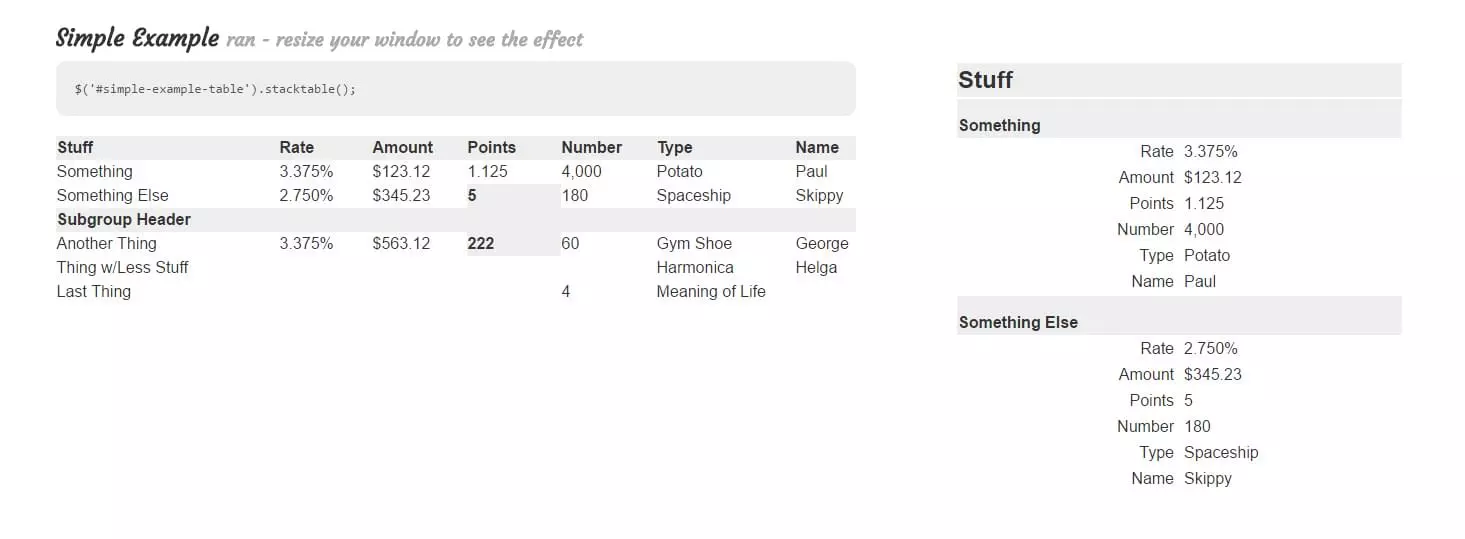 Simple Example ran - resize your window to see the effect
$('#simple-example-table').stacktable();
Stuff Rate Amount Points Number Type Name
Something 3.375% $123.12 1.125 4,000 Potato Paul
Something Else 2.750% $345.23 5 180 Spaceship Skippy
Subgroup Header
Another Thing 3.375% $563.12 222 60 Gym Shoe George
Thing w/Less Stuff Harmonica Helga
Last Thing 4 Meaning of Life
Stuff
Something
Rate 3.375%
Amount $123.12
Points 1.125
Number 4,000
Type Potato
Name Paul
Something Else
Rate 2.750%
Amount $345.23
Points 5
Number 180
Type Spaceship
Name Skippy